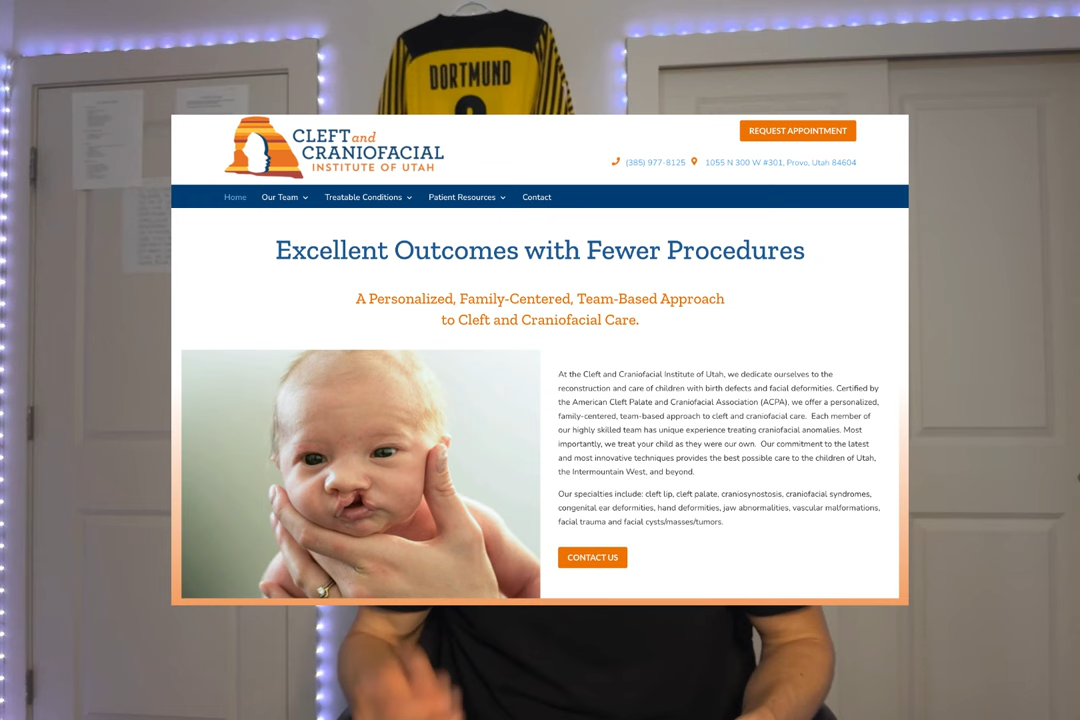 DORTMUND
CLEFT and
CRANIOFACIAL
INSTITUTE OF UTAH
REQUEST APPOINTMENT
(385) 977-8125 1055 N 300 W #301, Provo, Utah 84604
Home Our Team Treatable Conditions Patient Resources Contact
Excellent Outcomes with Fewer Procedures
A Personalized, Family-Centered, Team-Based Approach
to Cleft and Craniofacial Care.
At the Cleft and Craniofacial Institute of Utah, we dedicate ourselves to the
reconstruction and care of children with birth defects and facial deformities. Certified by
the American Cleft Palate and Craniofacial Association (ACPA), we offer a personalized,
family-centered, team-based approach to cleft and craniofacial care. Each member of
our highly skilled team has unique experience treating craniofacial anomalies. Most
importantly, we treat your child as they were our own. Our commitment to the latest
and most innovative techniques provides the best possible care to the children of Utah,
the Intermountain West, and beyond.
Our specialties include: cleft lip, cleft palate, craniosynostosis, craniofacial syndromes,
congenital ear deformities, hand deformities, jaw abnormalities, vascular malformations,
facial trauma and facial cysts/masses/tumors.
CONTACT US